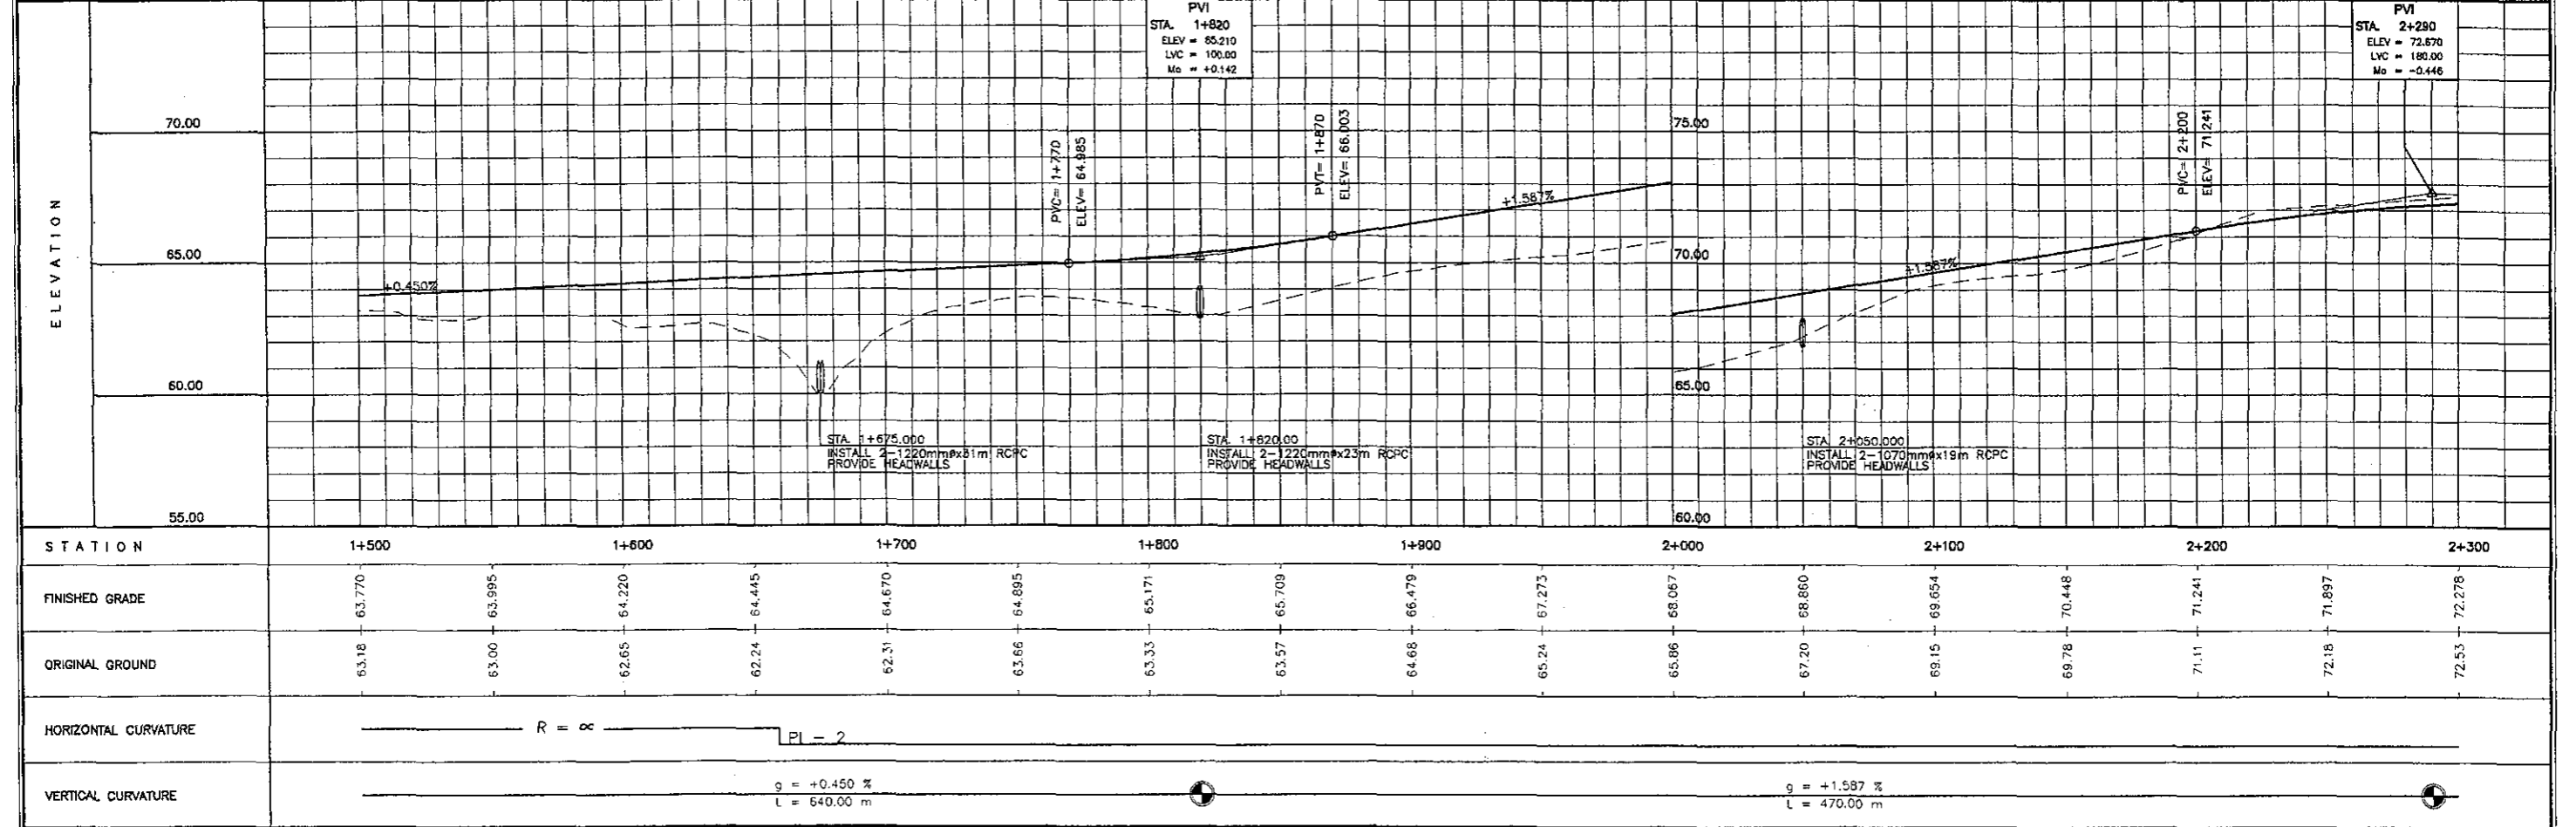 PVI
STA. 1+820
ELEV = 65.210
LVC = 100.00
Mo = +0.142
PVI
STA. 2+290
ELEV = 72.670
LVC = 180.00
Mo = -0.446
ELEVATION
70.00
65.00
60.00
55.00
75.00
70.00
65.00
60.00
PVC= 1+770
ELEV= 64.985
PVT= 1+870
ELEV= 66.003
PVC= 2+200
ELEV= 71.241
+0.450%
+1.587%
+1.587%
STA. 1+675.000
INSTALL 2-1220mmøx31m RCPC
PROVIDE HEADWALLS
STA. 1+820.00
INSTALL 2-1220mmøx23m RCPC
PROVIDE HEADWALLS
STA. 2+050.000
INSTALL 2-1070mmøx19m RCPC
PROVIDE HEADWALLS
STATION 1+500 1+600 1+700 1+800 1+900 2+000 2+100 2+200 2+300
FINISHED GRADE 63.770 63.995 64.220 64.445 64.670 64.895 65.171 65.709 66.479 67.273 68.067 68.860 69.654 70.448 71.241 71.897 72.278
ORIGINAL GROUND 63.18 63.00 62.65 62.24 62.31 63.66 63.33 63.57 64.68 65.24 65.86 67.20 69.15 69.78 71.11 72.18 72.53
HORIZONTAL CURVATURE R = ∝ PI - 2
VERTICAL CURVATURE
g = +0.450 %
L = 640.00 m
g = +1.587 %
L = 470.00 m